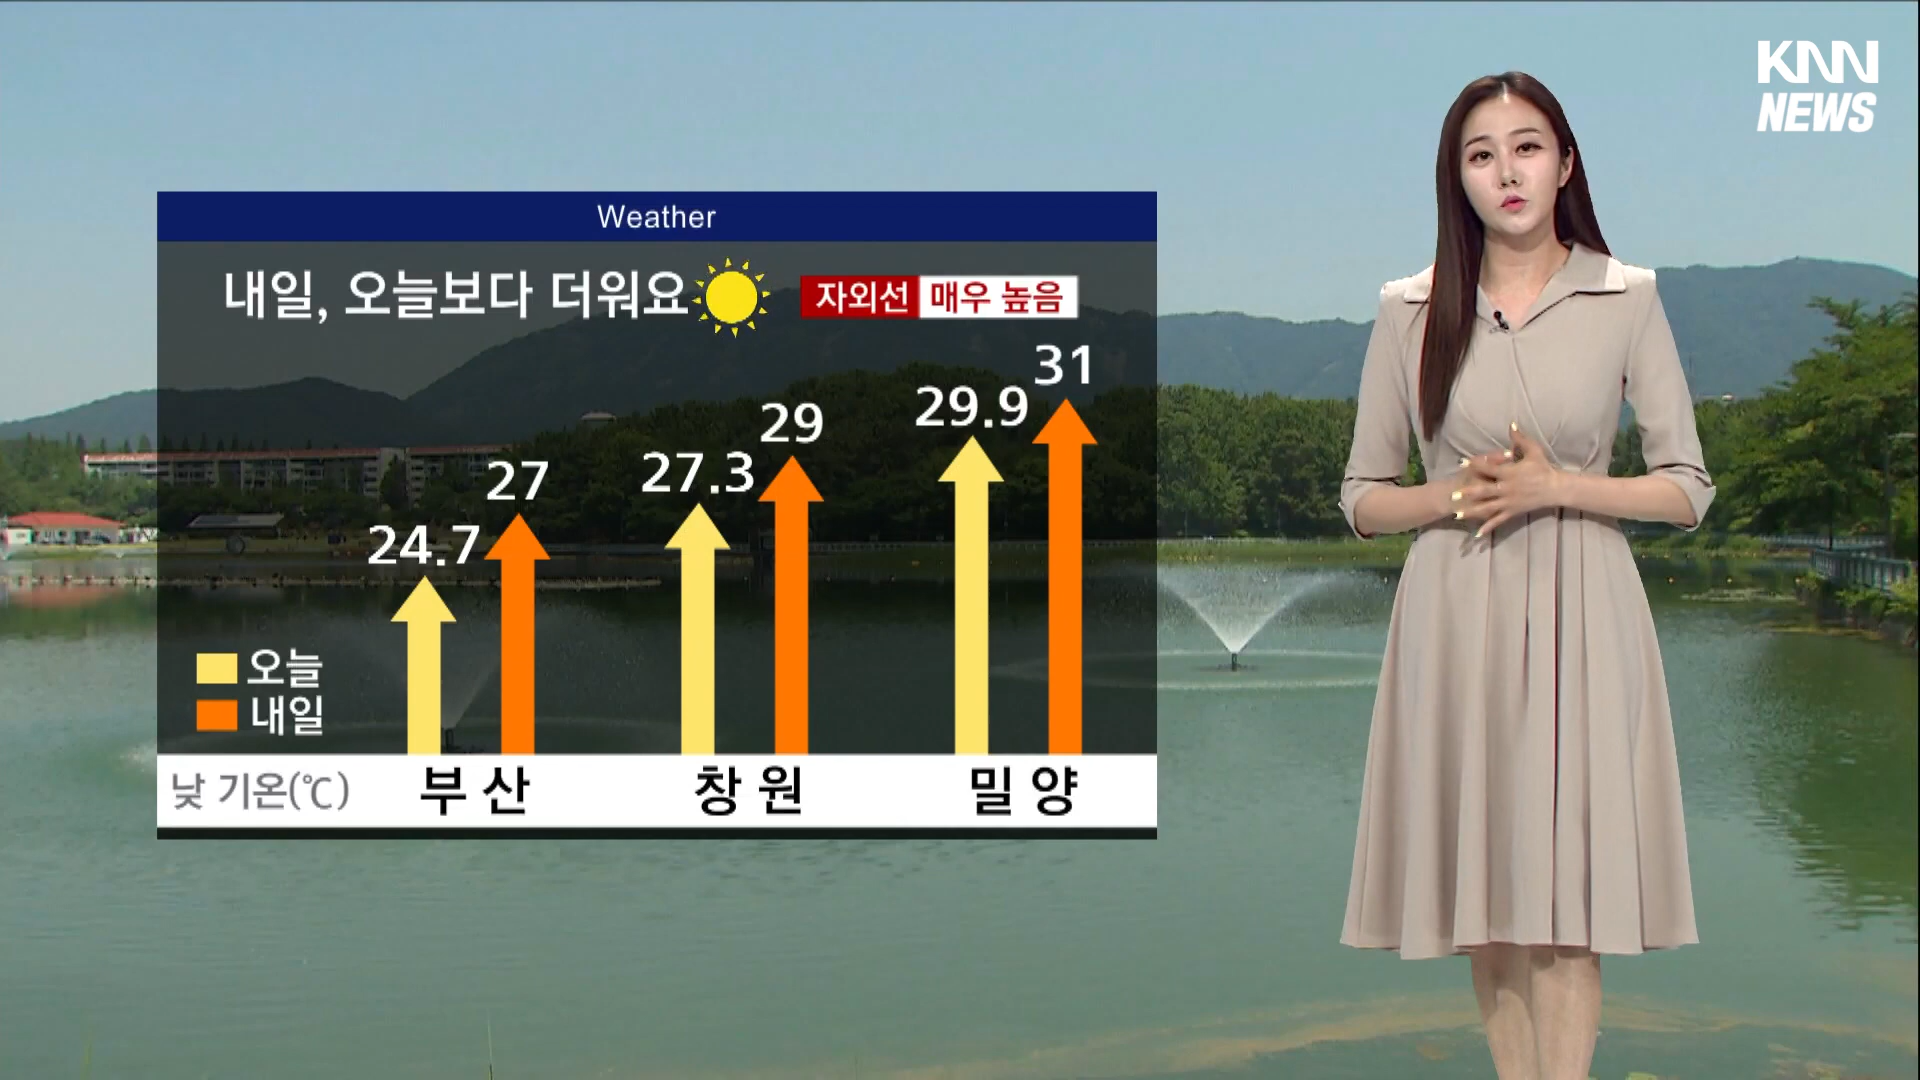 KNN
NEWS
Weather
내일, 오늘보다 더워요
자외선 매우 높음
24.7
27
27.3
29
29.9
31
오늘
내일
낮 기온(℃)
부산
창원
밀양